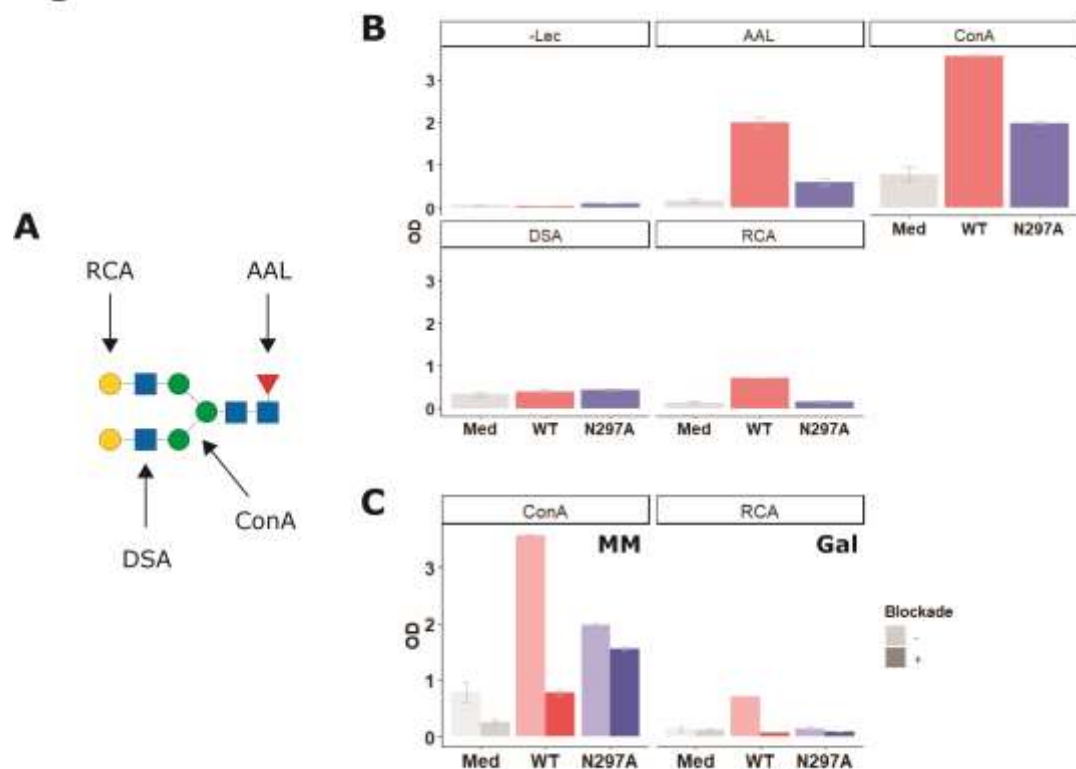 B
-Lec
AAL
ConA
3
2
1
0
Med
WT
N297A
OD
DSA
RCA
3
2
1
0
Med
WT
N297A
Med
WT
N297A
A
RCA
AAL
ConA
DSA
C
ConA
RCA
MM
Gal
3
2
1
0
OD
Med
WT
N297A
Med
WT
N297A
Blockade
-
+